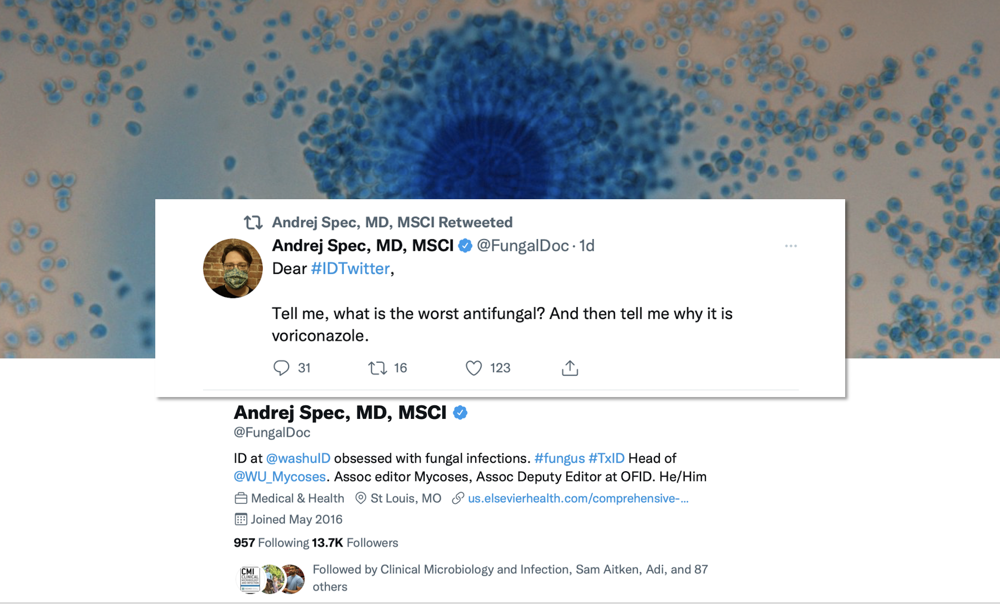 Andrej Spec, MD, MSCI Retweeted
Andrej Spec, MD, MSCI @FungalDoc · 1d
Dear #IDTwitter,
Tell me, what is the worst antifungal? And then tell me why it is
voriconazole.
31 16 123
Andrej Spec, MD, MSCI
@FungalDoc
ID at @washuID obsessed with fungal infections. #fungus #TxID Head of
@WU_Mycoses. Assoc editor Mycoses, Assoc Deputy Editor at OFID. He/Him
Medical & Health St Louis, MO us.elsevierhealth.com/comprehensive-...
Joined May 2016
957 Following 13.7K Followers
CMI
CLINICAL
MICROBIOLOGY
AND INFECTION
Followed by Clinical Microbiology and Infection, Sam Aitken, Adi, and 87
others